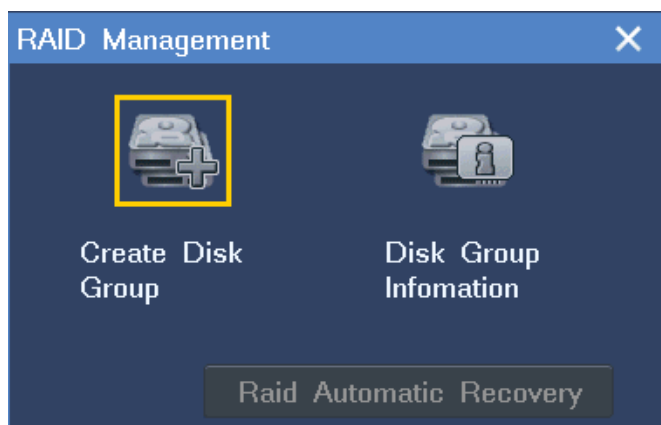 RAID Management
Create Disk
Group
Disk Group
Infomation
Raid Automatic Recovery